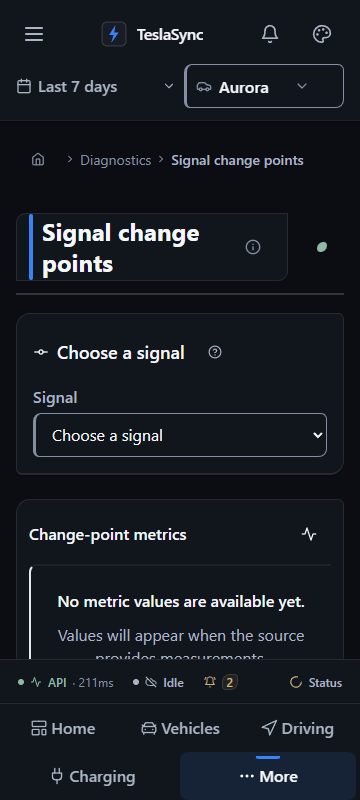 TeslaSync
Last 7 days
Aurora
Diagnostics
Signal change points
Signal change
points
Choose a signal
Signal
Choose a signal
Change-point metrics
No metric values are available yet.
Values will appear when the source
provides measurements.
API · 211ms
Idle
2
Status
Home
Vehicles
Driving
Charging
More